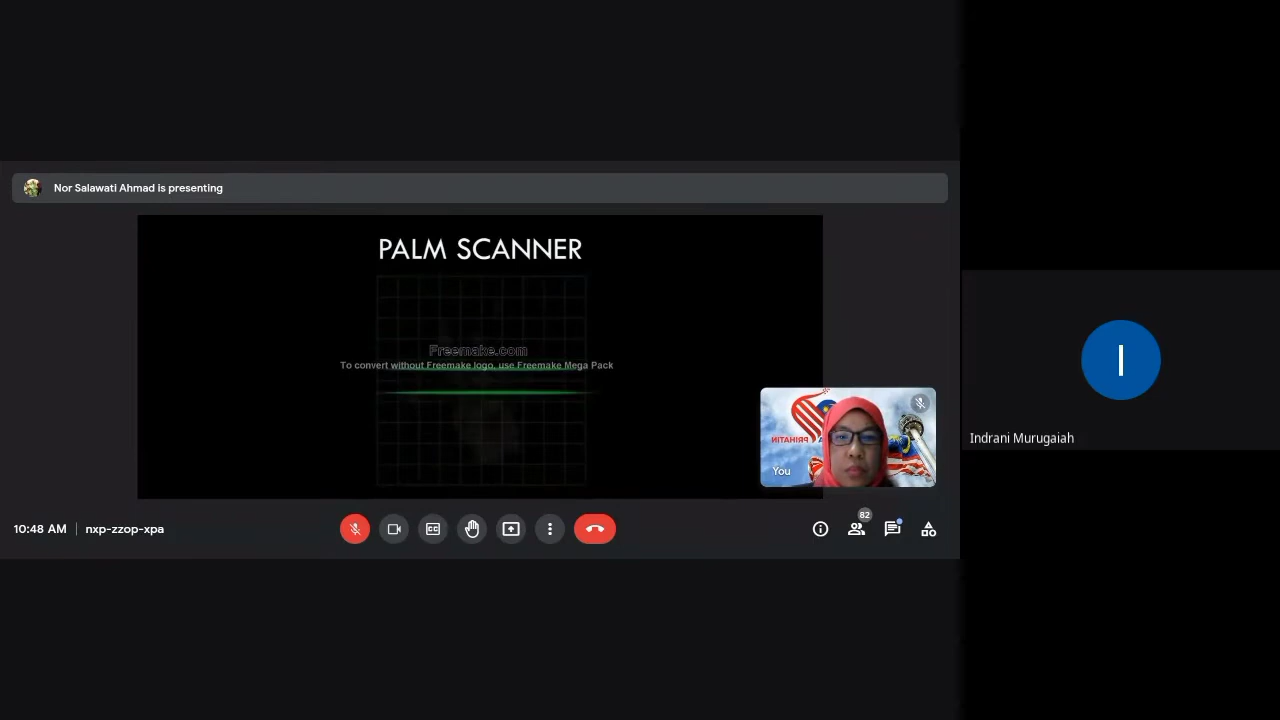 Nor Salawati Ahmad is presenting
PALM SCANNER
Freemake.com
To convert without Freemake logo, use Freemake Mega Pack
PRIHATIN
You
I
Indrani Murugaiah
10:48 AM
nxp-zzop-xpa
82